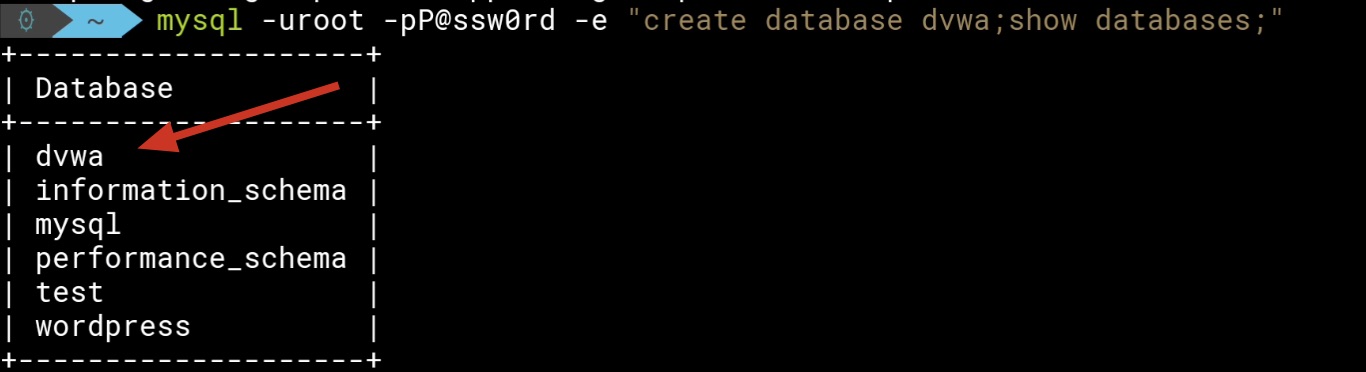 ~ mysql -uroot -pP@ssw0rd -e "create database dvwa;show databases;"
+--------------------+
| Database           |
+--------------------+
| dvwa               |
| information_schema |
| mysql              |
| performance_schema |
| test               |
| wordpress          |
+--------------------+